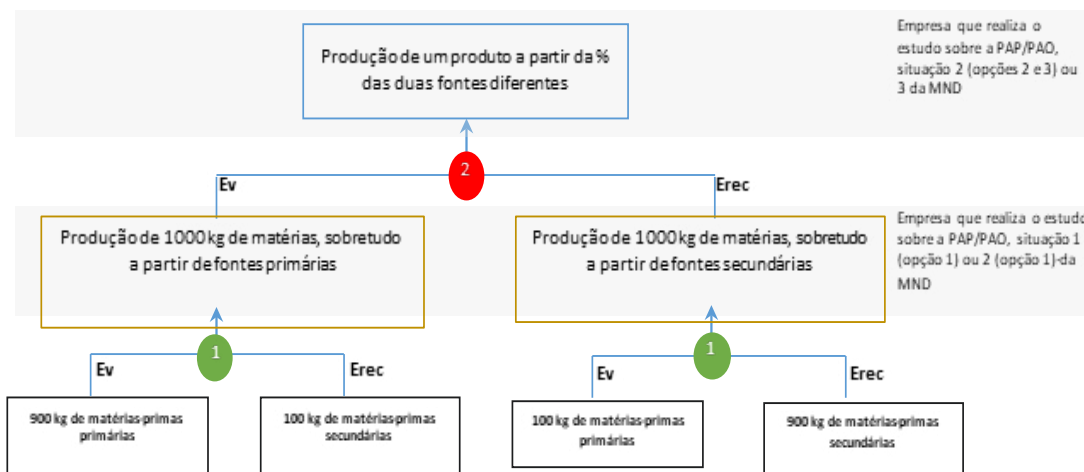 Produção de um produto a partir da %
das duas fontes diferentes
Empresa que realiza o
estudo sobre a PAP/PAO,
situação 2 (opções 2 e 3) ou
3 da MND
2
Ev
Erec
Produção de 1000 kg de matérias, sobretudo
a partir de fontes primárias
Produção de 1000 kg de matérias, sobretudo
a partir de fontes secundárias
Empresa que realiza o estudo
sobre a PAP/PAO, situação 1
(opção 1) ou 2 (opção 1)-da
MND
1
1
Ev
Erec
Ev
Erec
900 kg de matérias-primas
primárias
100 kg de matérias-primas
secundárias
100 kg de matérias-primas
primárias
900 kg de matérias-primas
secundárias